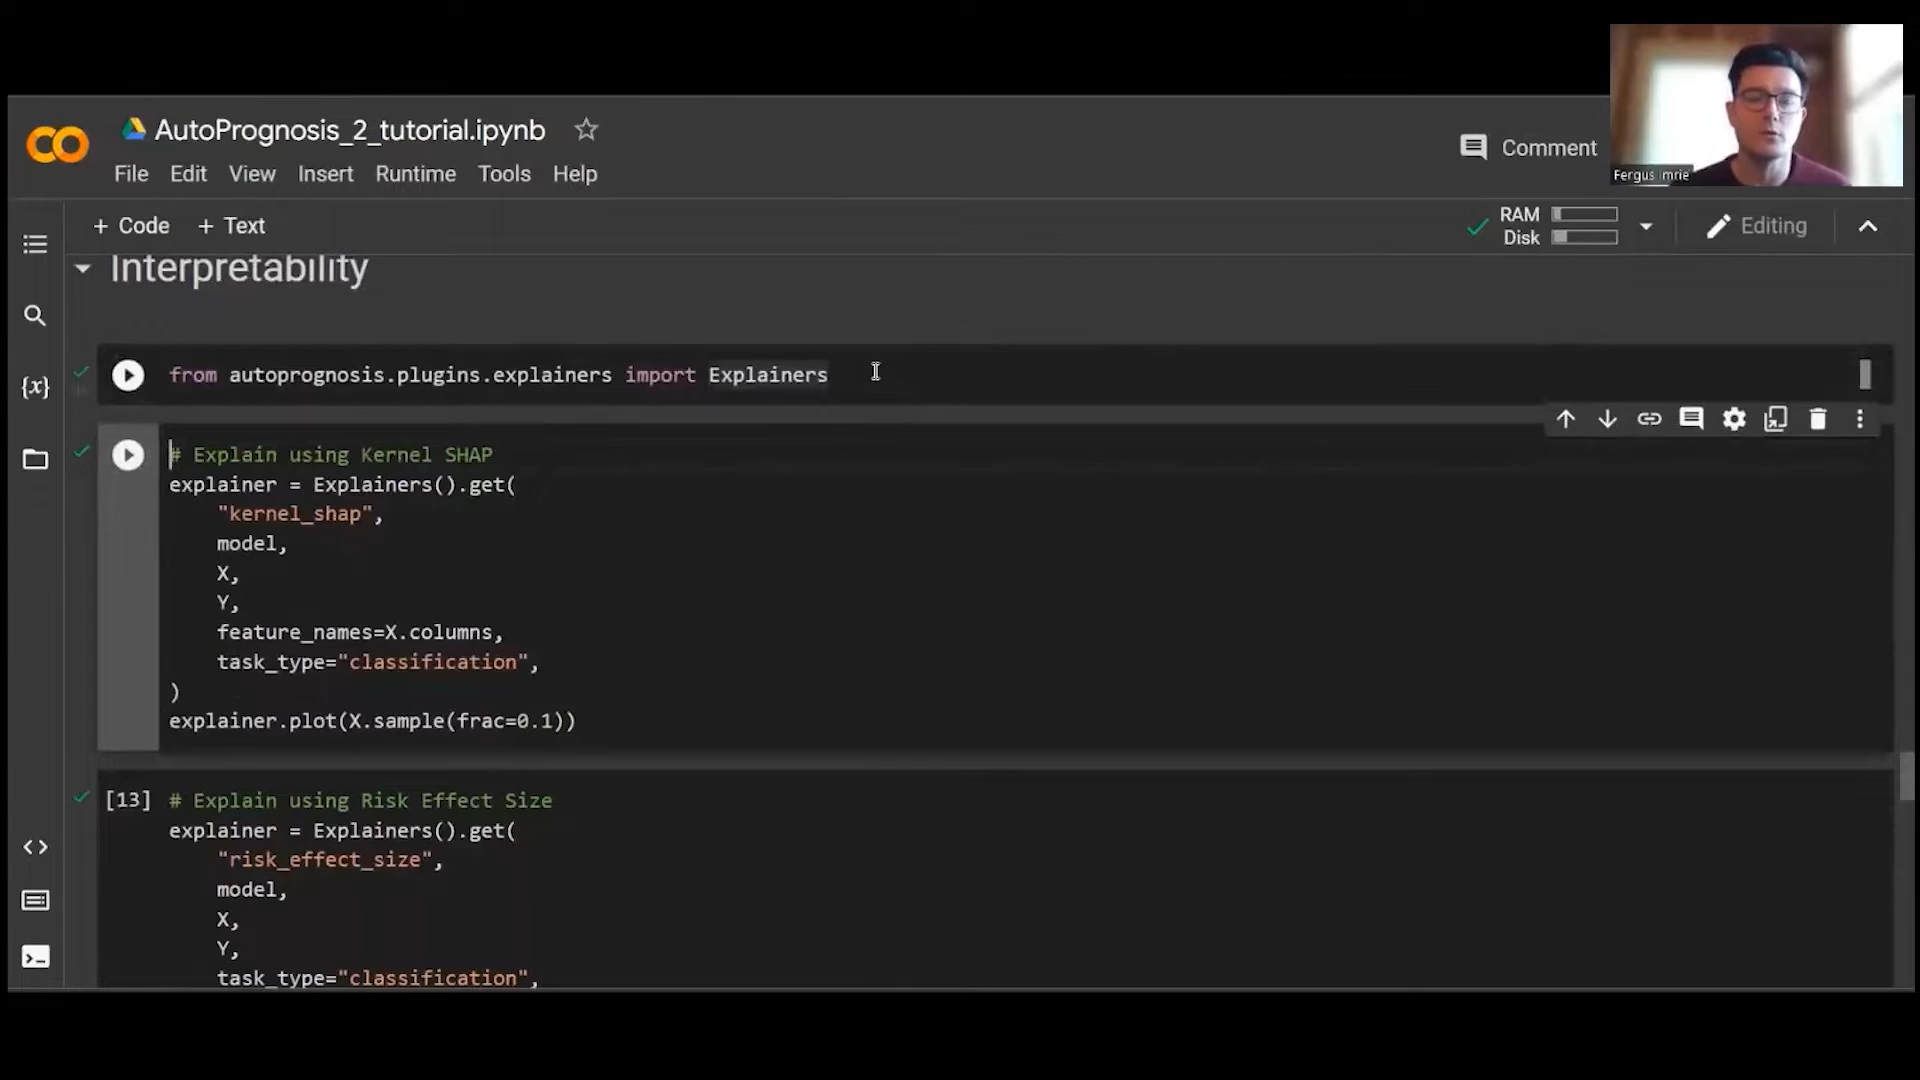 AutoPrognosis_2_tutorial.ipynb
Comment
Fergus Imrie
File Edit View Insert Runtime Tools Help
+ Code + Text
RAM
Disk
Editing
Interpretability
from autoprognosis.plugins.explainers import Explainers
# Explain using Kernel SHAP
explainer = Explainers().get(
"kernel_shap",
model,
X,
Y,
feature_names=X.columns,
task_type="classification",
)
explainer.plot(X.sample(frac=0.1))
[13] # Explain using Risk Effect Size
explainer = Explainers().get(
"risk_effect_size",
model,
X,
Y,
task_type="classification",